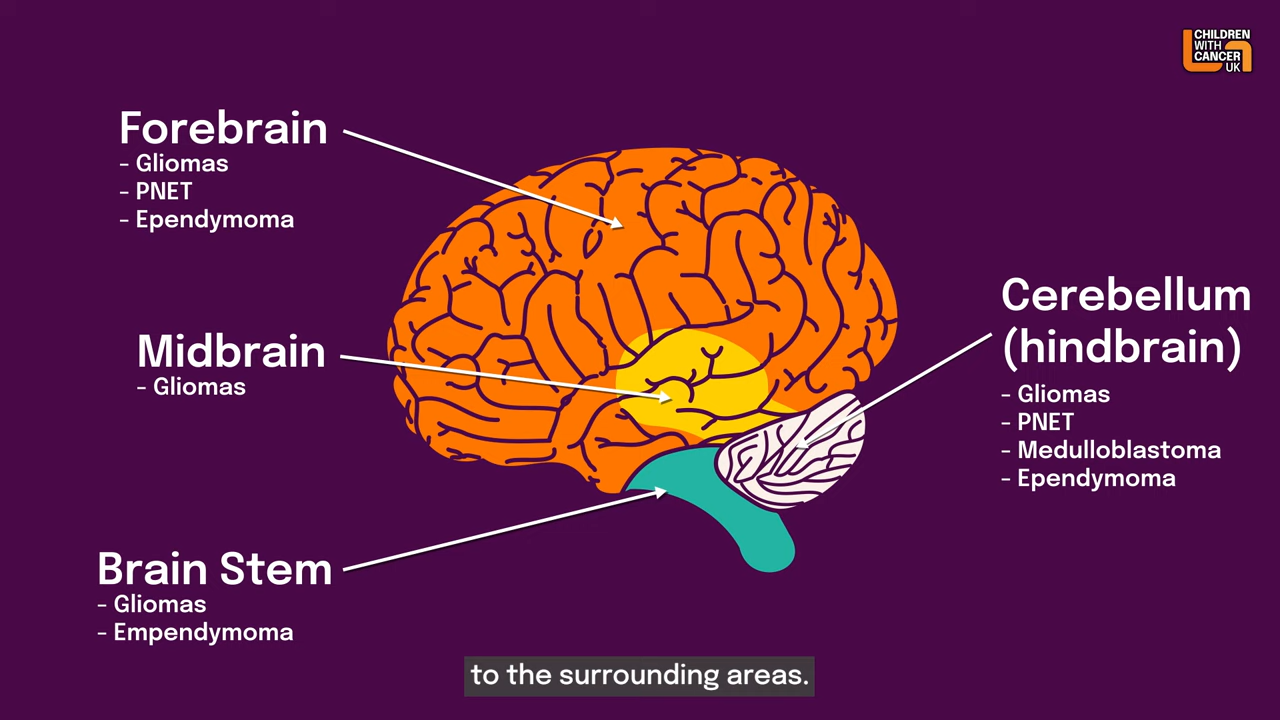 CHILDREN
WITH
CANCER
UK
Forebrain
- Gliomas
- PNET
- Ependymoma
Midbrain
- Gliomas
Cerebellum
(hindbrain)
- Gliomas
- PNET
- Medulloblastoma
- Ependymoma
Brain Stem
- Gliomas
- Empendymoma
to the surrounding areas.